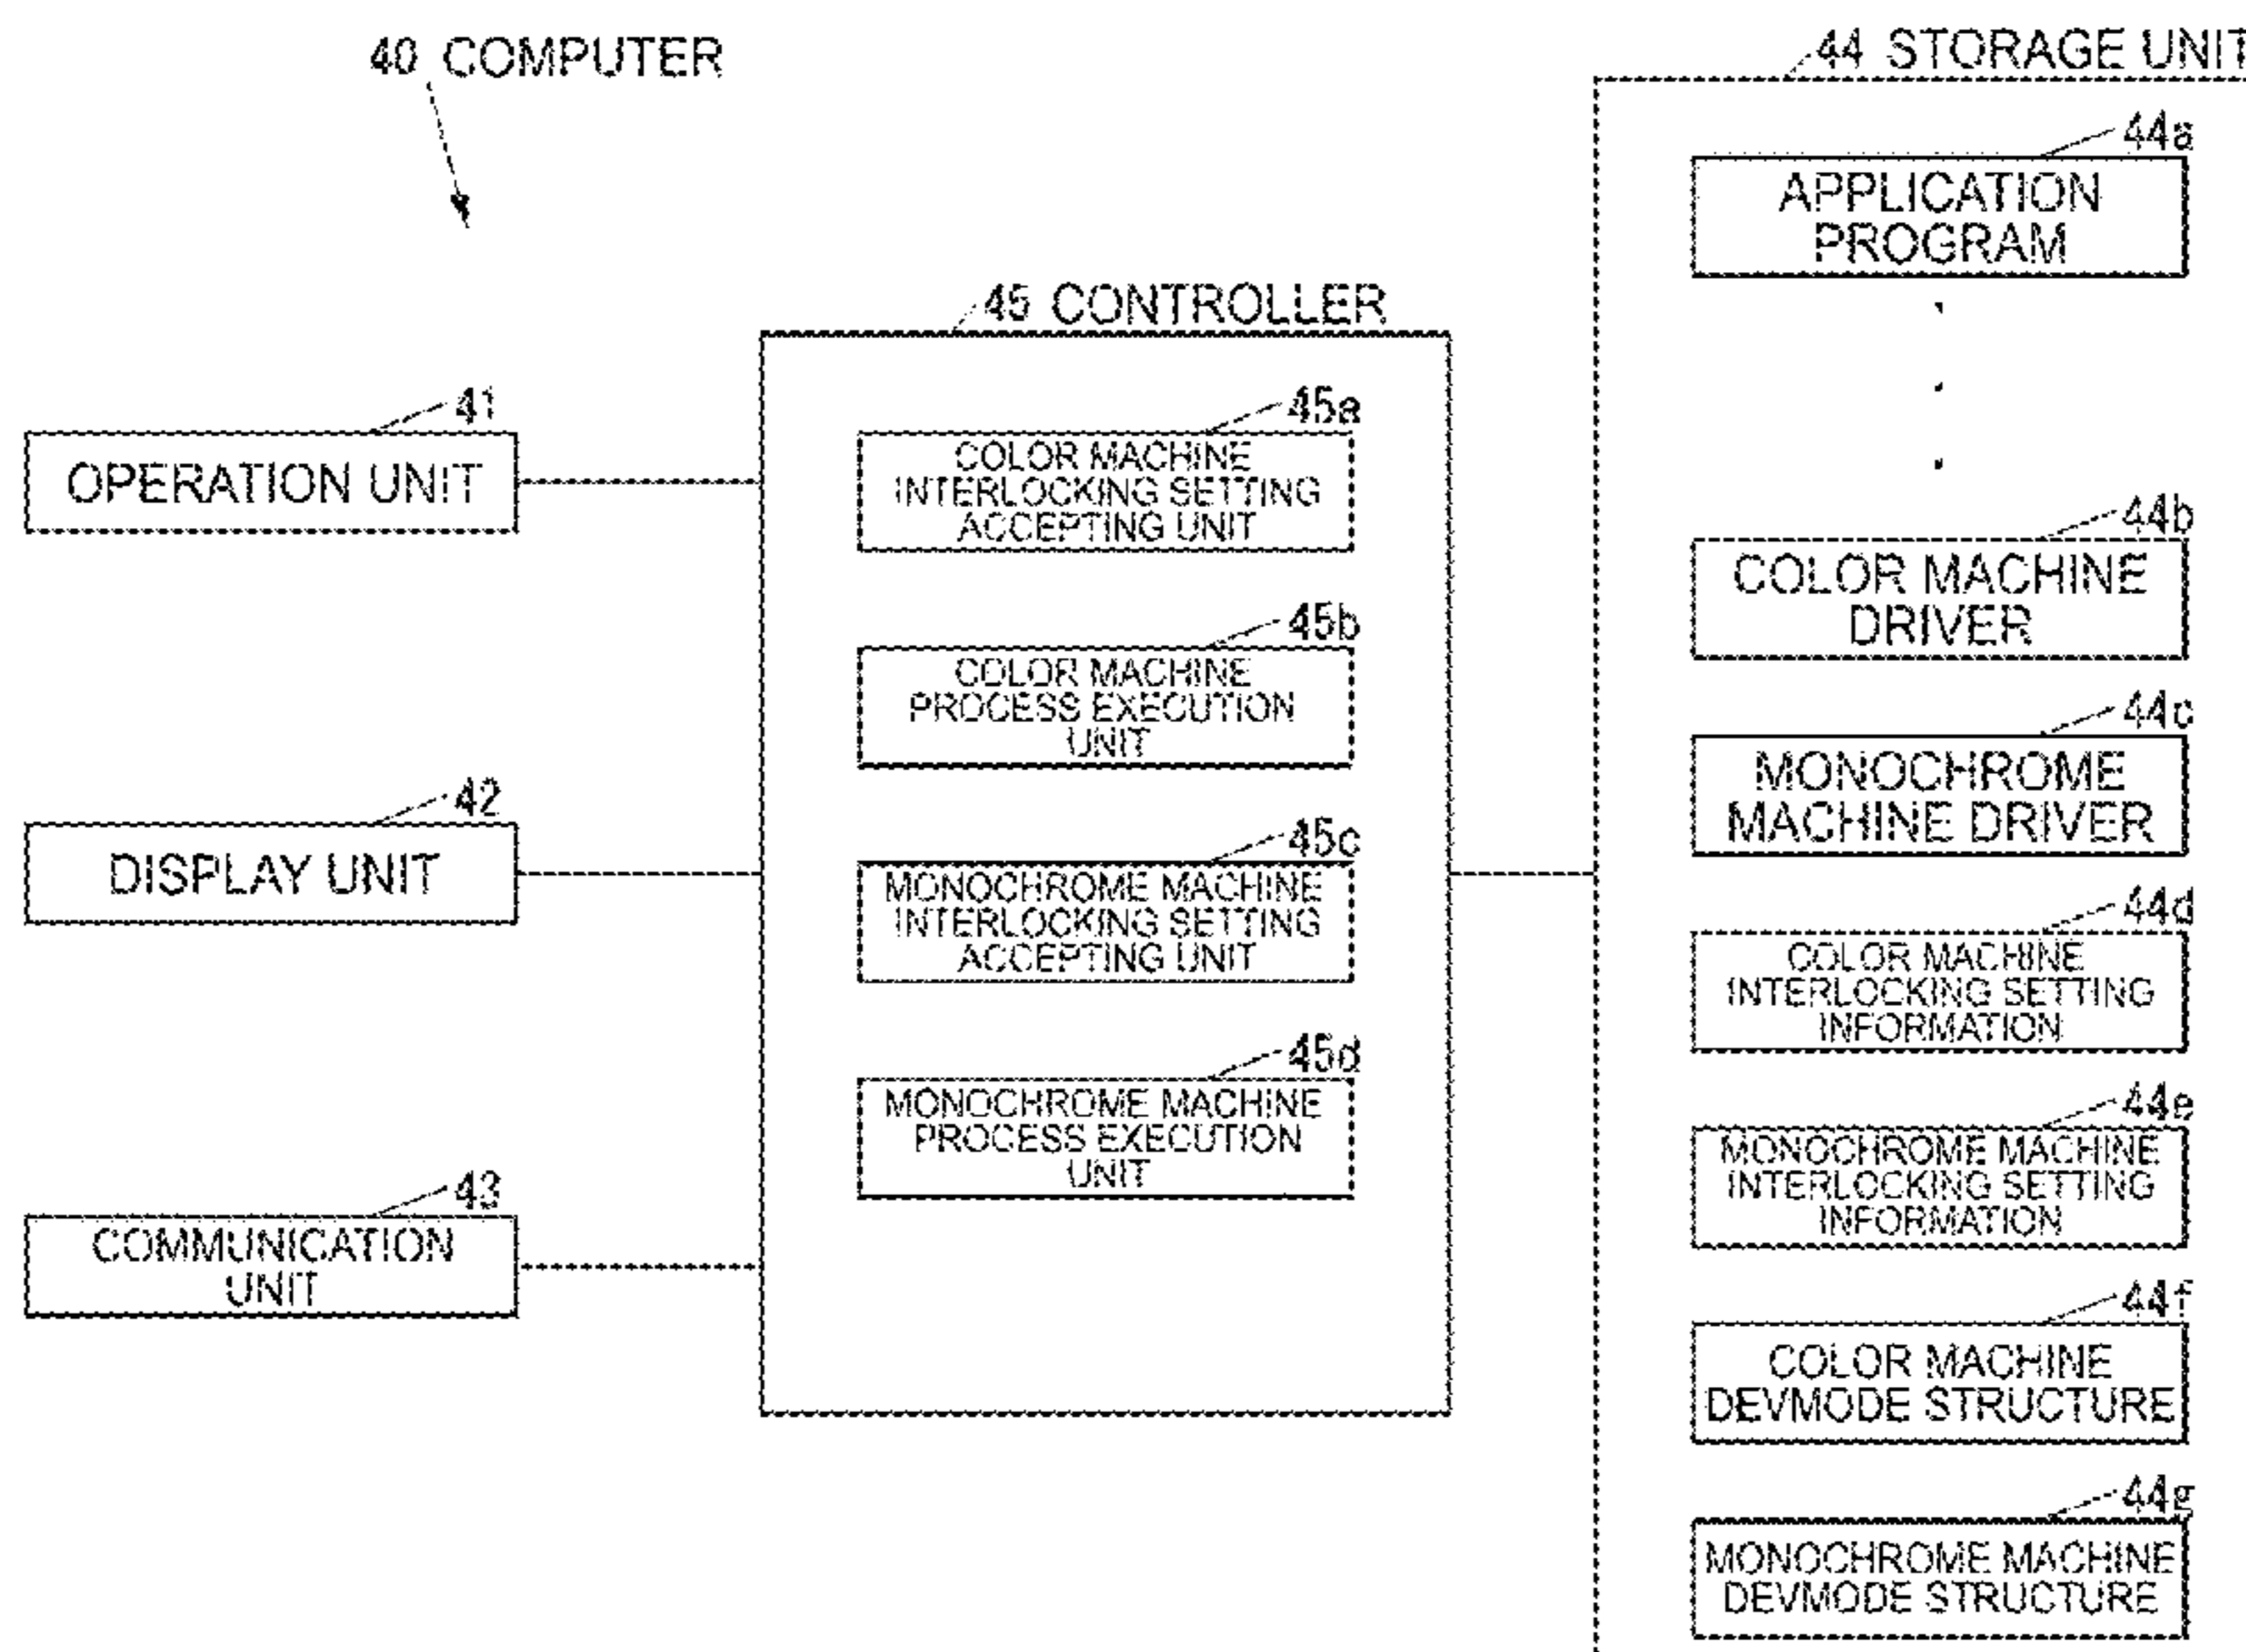 40 COMPUTER
41
OPERATION UNIT
42
DISPLAY UNIT
43
COMMUNICATION
UNIT
45 CONTROLLER
45a
COLOR MACHINE
INTERLOCKING SETTING
ACCEPTING UNIT
45b
COLOR MACHINE
PROCESS EXECUTION
UNIT
45c
MONOCHROME MACHINE
INTERLOCKING SETTING
ACCEPTING UNIT
45d
MONOCHROME MACHINE
PROCESS EXECUTION
UNIT
44 STORAGE UNIT
44a
APPLICATION
PROGRAM
44b
COLOR MACHINE
DRIVER
44c
MONOCHROME
MACHINE DRIVER
44d
COLOR MACHINE
INTERLOCKING SETTING
INFORMATION
44e
MONOCHROME MACHINE
INTERLOCKING SETTING
INFORMATION
44f
COLOR MACHINE
DEVMODE STRUCTURE
44g
MONOCHROME MACHINE
DEVMODE STRUCTURE